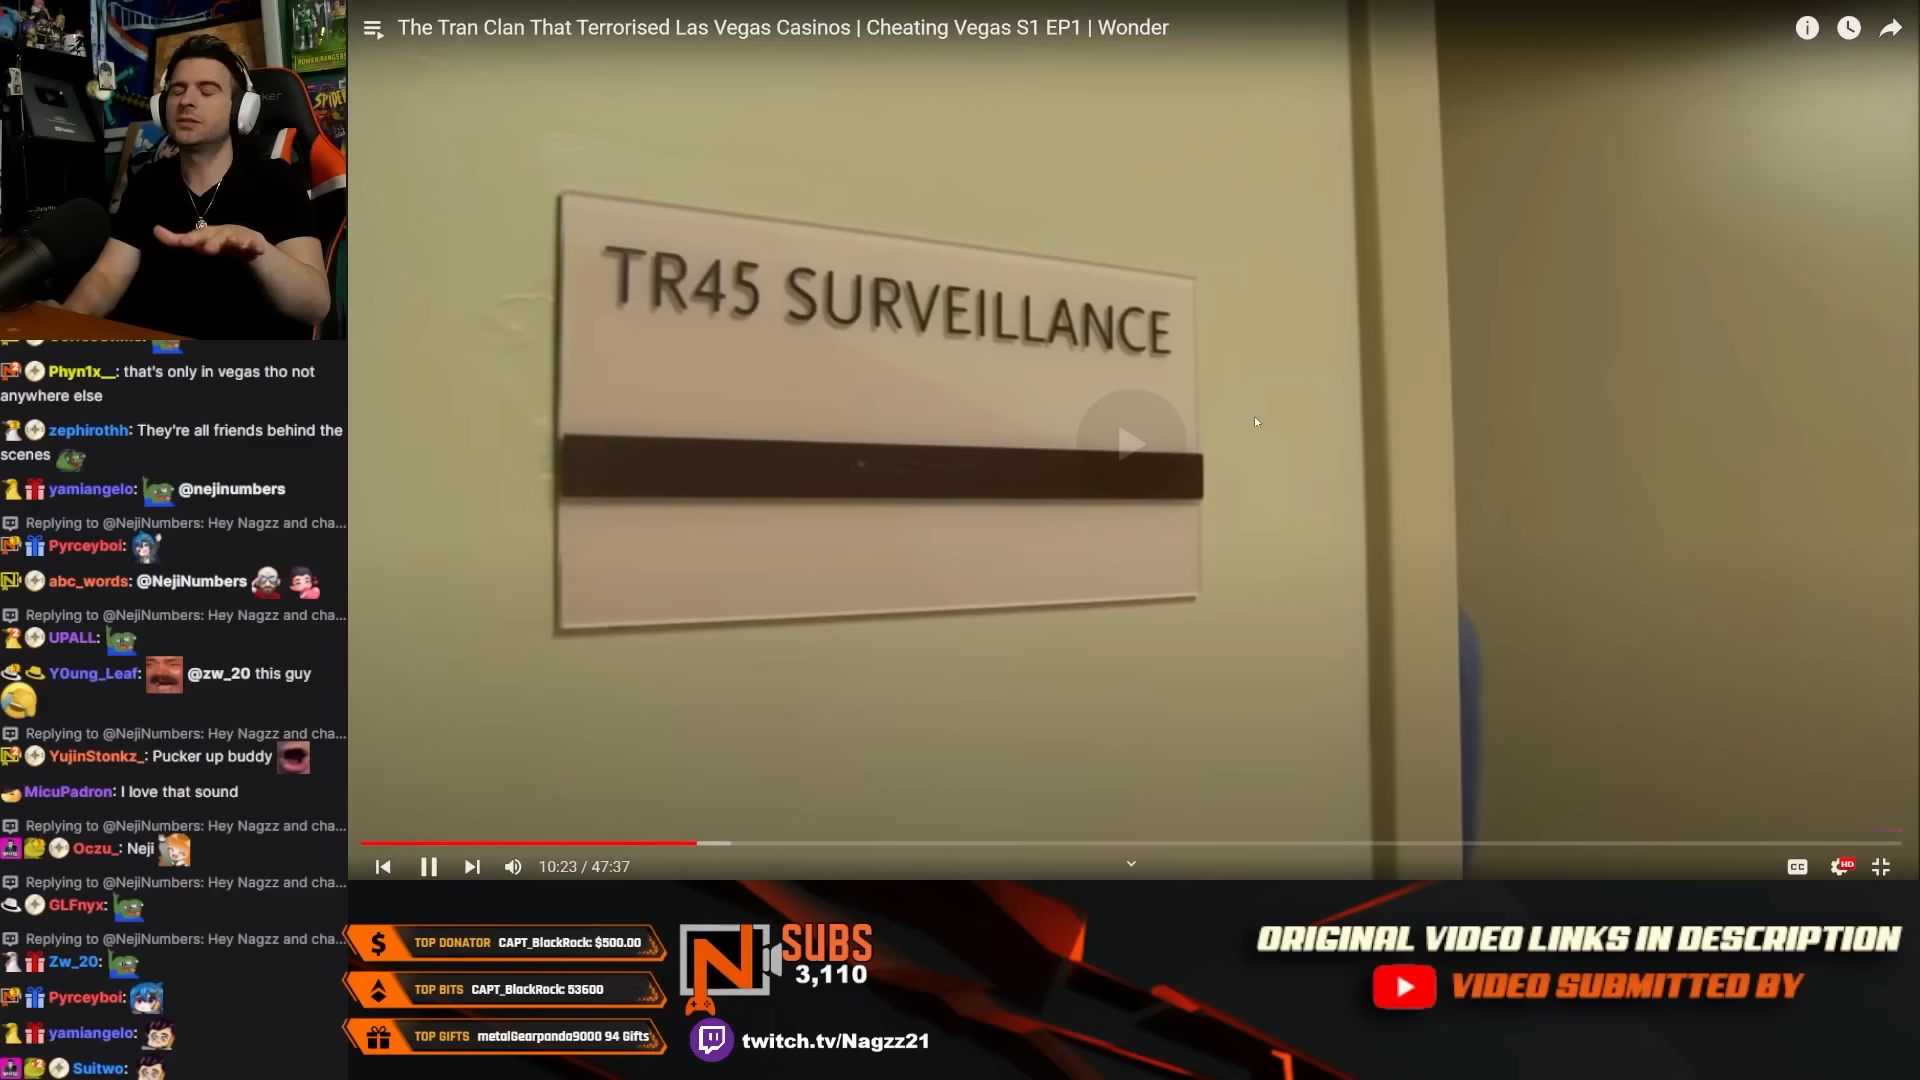 The Tran Clan That Terrorised Las Vegas Casinos | Cheating Vegas S1 EP1 | Wonder
POWER RANGERS
TR45 SURVEILLANCE
Phyn1x__: that's only in vegas tho not
anywhere else
zephirothh: They're all friends behind the
scenes
yamiangelo: @nejinumbers
Replying to @NejiNumbers: Hey Nagzz and cha...
Pyrceyboi:
abc_words: @NejiNumbers
Replying to @NejiNumbers: Hey Nagzz and cha...
UPALL:
Y0ung_Leaf: @zw_20 this guy
Replying to @NejiNumbers: Hey Nagzz and cha...
YujinStonkz_: Pucker up buddy
MicuPadron: I love that sound
Replying to @NejiNumbers: Hey Nagzz and cha...
Oczu_: Neji
Replying to @NejiNumbers: Hey Nagzz and cha...
GLFnyx:
Replying to @NejiNumbers: Hey Nagzz and cha...
Zw_20:
Pyrceyboi:
yamiangelo:
Suitwo:
10:23 / 47:37
CC
HD
TOP DONATOR CAPT_BlackRock: $500.00
TOP BITS CAPT_BlackRock: 53600
TOP GIFTS metalGearpanda9000 94 Gifts
N SUBS
3,110
twitch.tv/Nagzz21
ORIGINAL VIDEO LINKS IN DESCRIPTION
VIDEO SUBMITTED BY